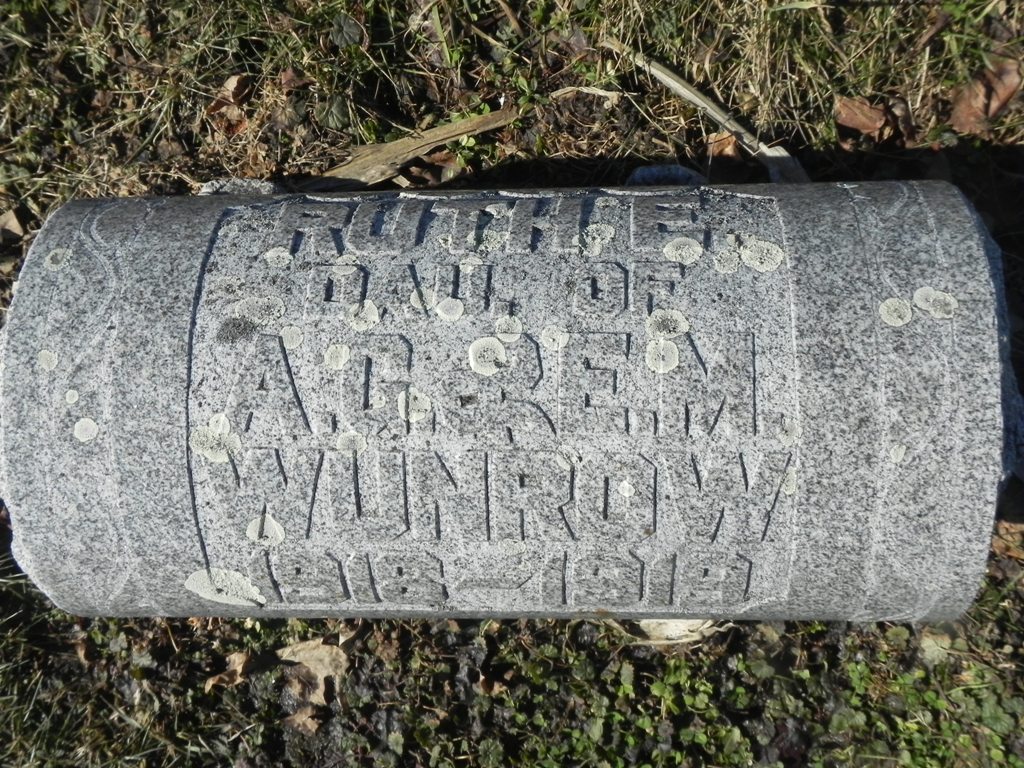 RUTH E.
DAU. OF
A.G. & E.M.
WUNROW
1918-1919